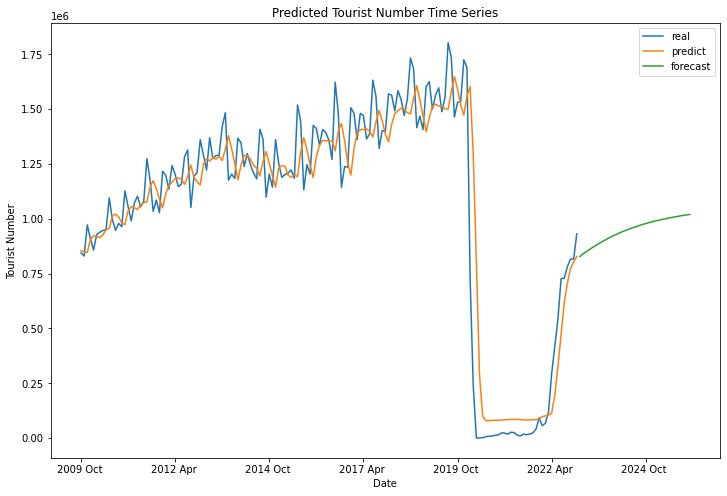 Predicted Tourist Number Time Series
1e6
real
predict
forecast
1.75
1.50
1.25
1.00
0.75
0.50
0.25
0.00
Tourist Number
2009 Oct 2012 Apr 2014 Oct 2017 Apr 2019 Oct 2022 Apr 2024 Oct
Date